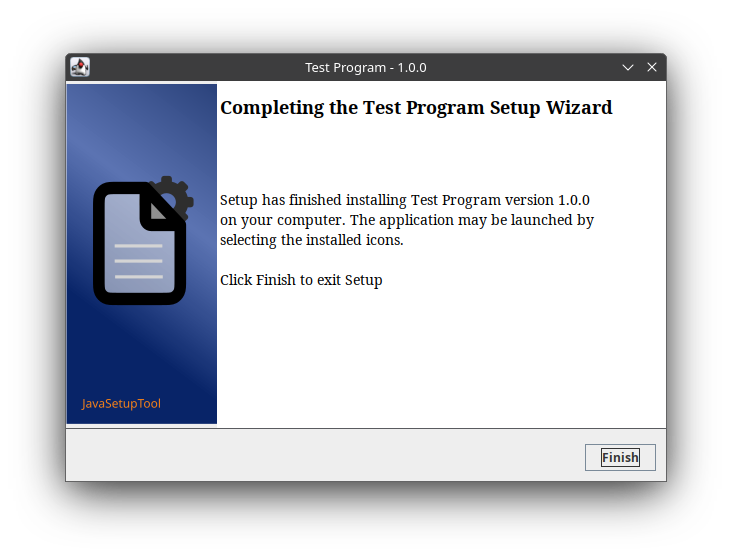 Test Program - 1.0.0
Completing the Test Program Setup Wizard
Setup has finished installing Test Program version 1.0.0
on your computer. The application may be launched by
selecting the installed icons.
Click Finish to exit Setup
JavaSetupTool
Finish